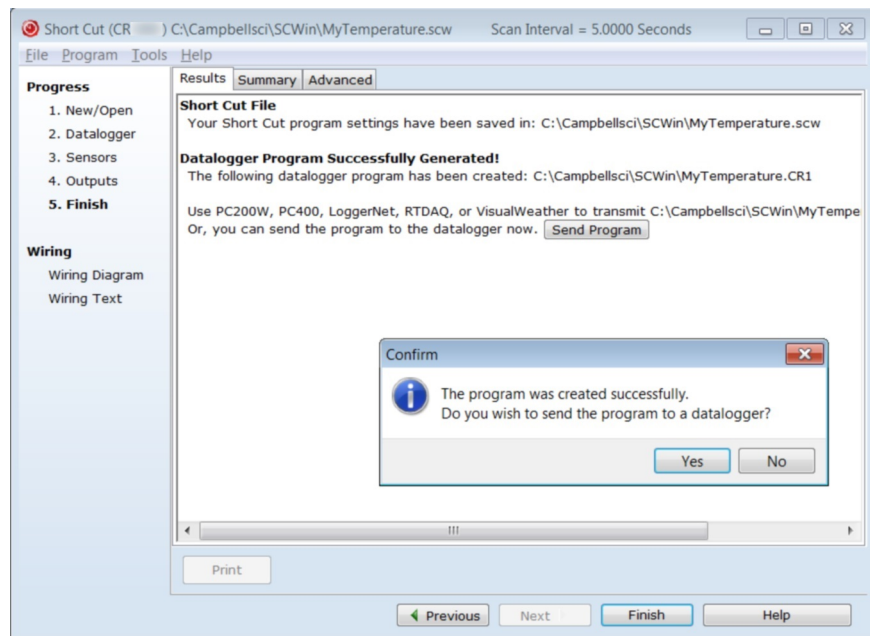 Short Cut (CR ) C:\Campbellsci\SCWin\MyTemperature.scw Scan Interval = 5.0000 Seconds
File Program Tools Help
Progress
1. New/Open
2. Datalogger
3. Sensors
4. Outputs
5. Finish
Wiring
Wiring Diagram
Wiring Text
Results Summary Advanced
Short Cut File
Your Short Cut program settings have been saved in: C:\Campbellsci\SCWin\MyTemperature.scw
Datalogger Program Successfully Generated!
The following datalogger program has been created: C:\Campbellsci\SCWin\MyTemperature.CR1
Use PC200W, PC400, LoggerNet, RTDAQ, or VisualWeather to transmit C:\Campbellsci\SCWin\MyTempe
Or, you can send the program to the datalogger now. Send Program
Confirm
The program was created successfully.
Do you wish to send the program to a datalogger?
Yes No
Print
Previous Next Finish Help